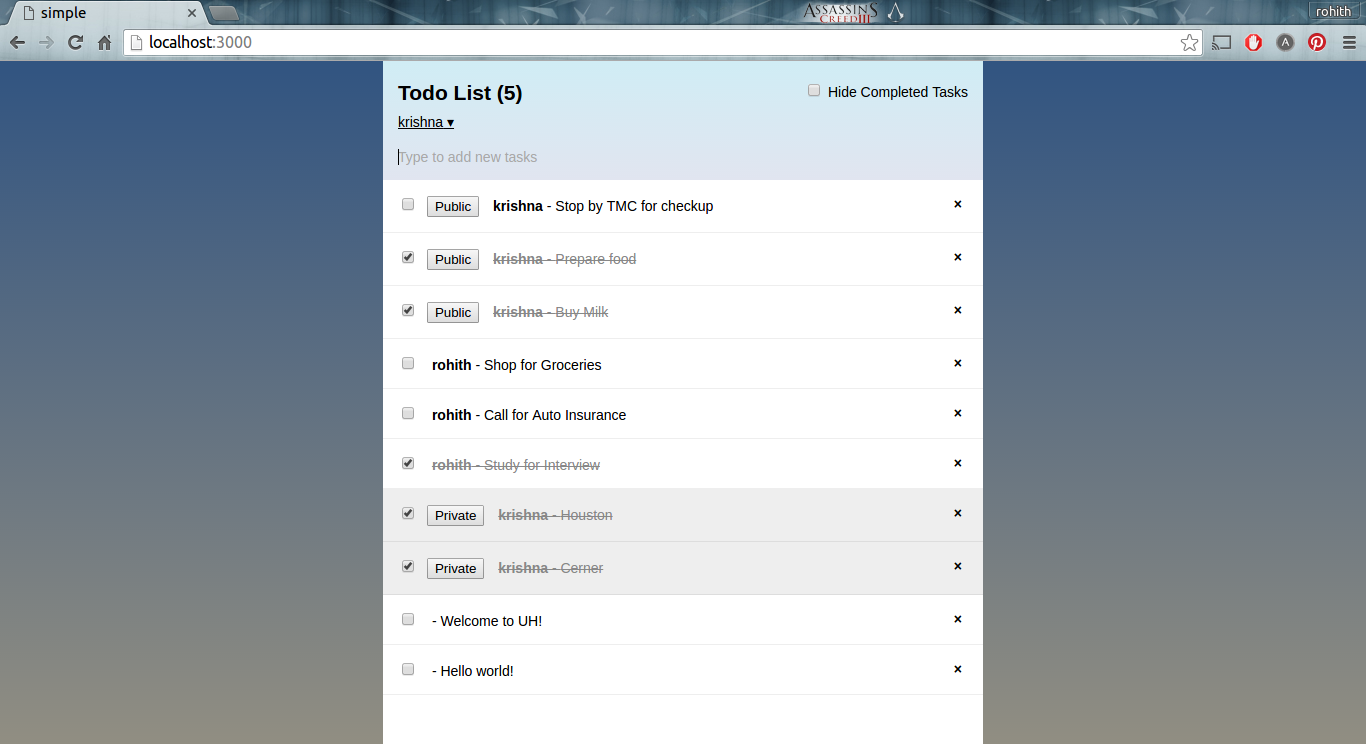 simple
ASSASSIN'S
CREED III
rohith
localhost:3000
A
Todo List (5)
Hide Completed Tasks
krishna ▾
Type to add new tasks
Public krishna - Stop by TMC for checkup ×
Public krishna - Prepare food ×
Public krishna - Buy Milk ×
rohith - Shop for Groceries ×
rohith - Call for Auto Insurance ×
rohith - Study for Interview ×
Private krishna - Houston ×
Private krishna - Cerner ×
- Welcome to UH! ×
- Hello world! ×